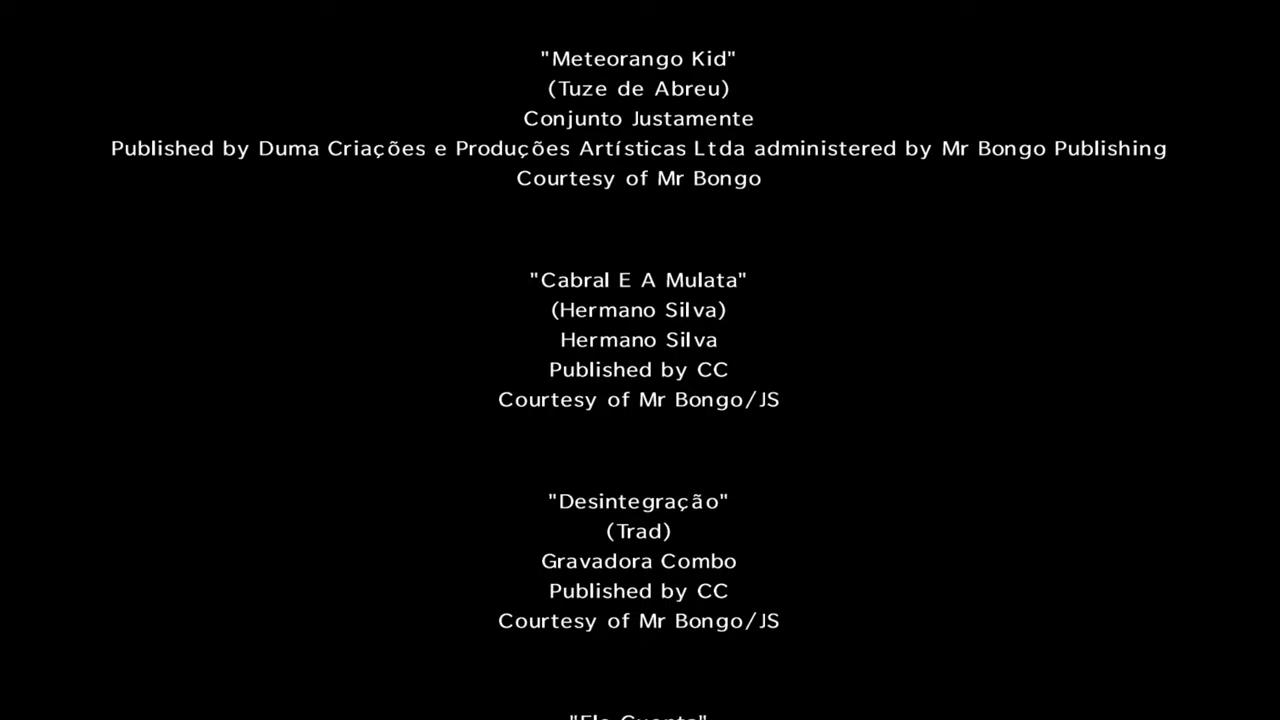 "Meteorango Kid"
(Tuze de Abreu)
Conjunto Justamente
Published by Duma Criações e Produções Artísticas Ltda administered by Mr Bongo Publishing
Courtesy of Mr Bongo
"Cabral E A Mulata"
(Hermano Silva)
Hermano Silva
Published by CC
Courtesy of Mr Bongo/JS
"Desintegração"
(Trad)
Gravadora Combo
Published by CC
Courtesy of Mr Bongo/JS